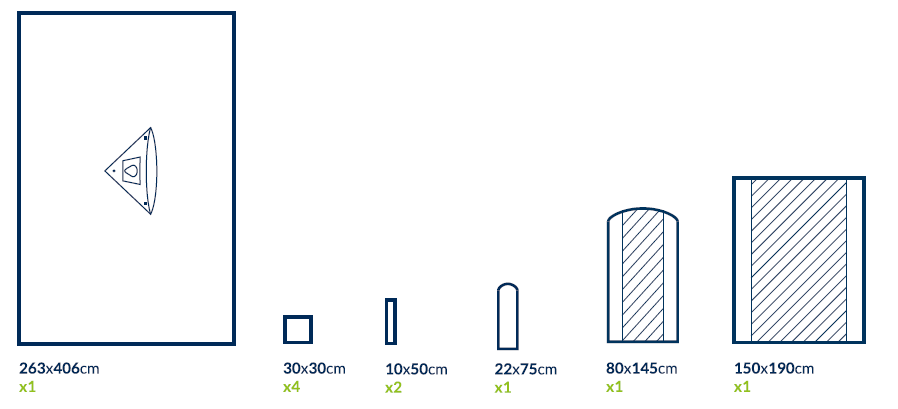 263x406cm
x1
30x30cm
x4
10x50cm
x2
22x75cm
x1
80x145cm
x1
150x190cm
x1